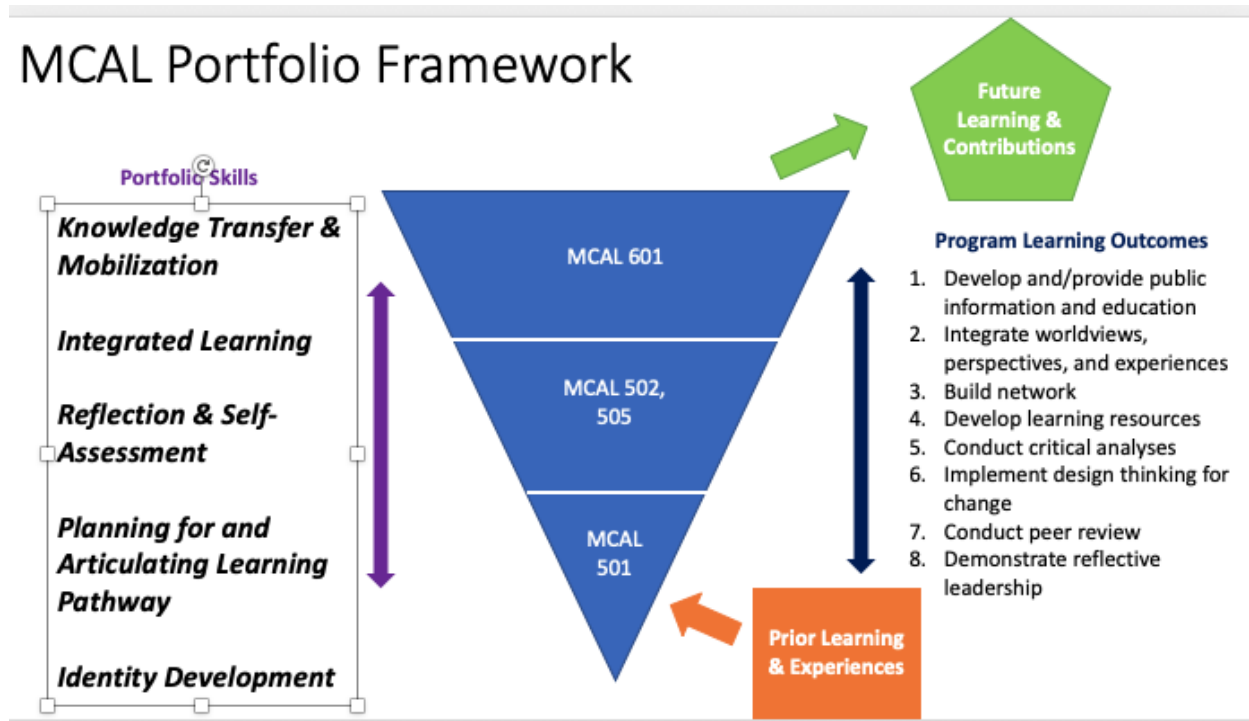 MCAL Portfolio Framework
Portfolio Skills
Knowledge Transfer &
Mobilization
Integrated Learning
Reflection & Self-
Assessment
Planning for and
Articulating Learning
Pathway
Identity Development
MCAL 601
MCAL 502,
505
MCAL
501
Prior Learning
& Experiences
Future
Learning &
Contributions
Program Learning Outcomes
1. Develop and/provide public
information and education
2. Integrate worldviews,
perspectives, and experiences
3. Build network
4. Develop learning resources
5. Conduct critical analyses
6. Implement design thinking for
change
7. Conduct peer review
8. Demonstrate reflective
leadership